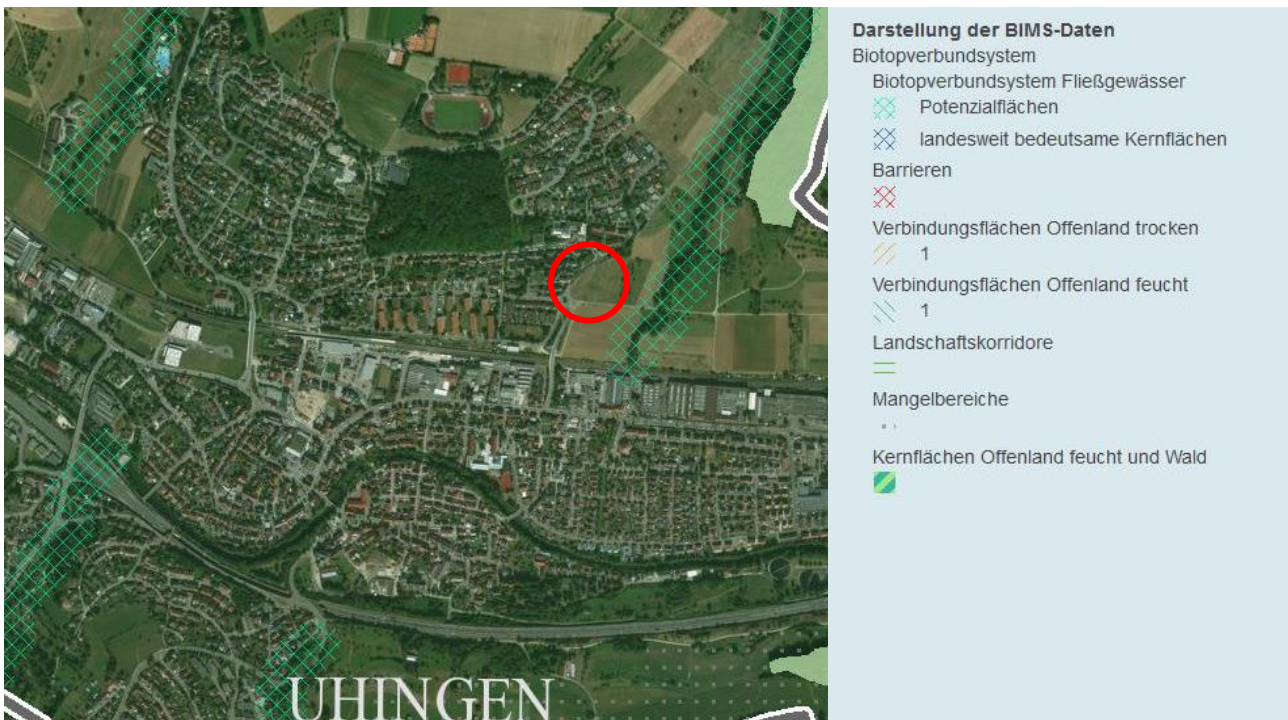 Darstellung der BIMS-Daten
Biotopverbundsystem
Biotopverbundsystem Fließgewässer
Potenzialflächen
landesweit bedeutsame Kernflächen
Barrieren
Verbindungsflächen Offenland trocken
1
Verbindungsflächen Offenland feucht
1
Landschaftskorridore
Mangelbereiche
Kernflächen Offenland feucht und Wald
UHINGEN